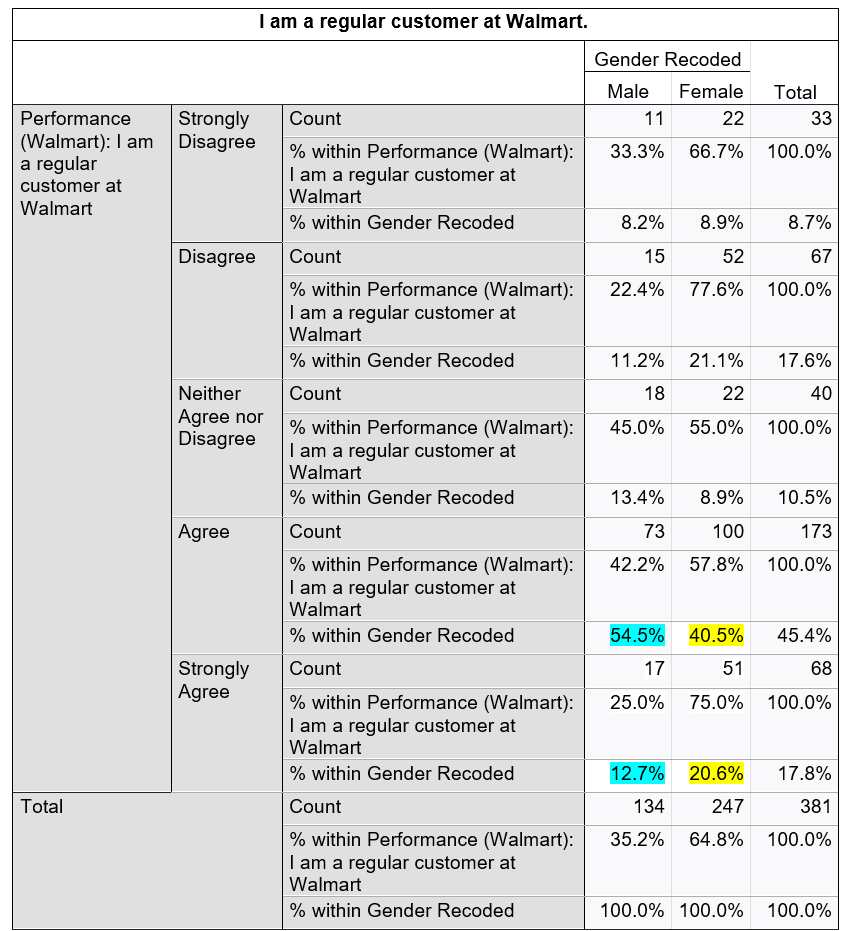 I am a regular customer at Walmart.
Gender Recoded
Male Female Total
Performance (Walmart): I am a regular customer at Walmart Strongly Disagree Count 11 22 33
% within Performance (Walmart): I am a regular customer at Walmart 33.3% 66.7% 100.0%
% within Gender Recoded 8.2% 8.9% 8.7%
Disagree Count 15 52 67
% within Performance (Walmart): I am a regular customer at Walmart 22.4% 77.6% 100.0%
% within Gender Recoded 11.2% 21.1% 17.6%
Neither Agree nor Disagree Count 18 22 40
% within Performance (Walmart): I am a regular customer at Walmart 45.0% 55.0% 100.0%
% within Gender Recoded 13.4% 8.9% 10.5%
Agree Count 73 100 173
% within Performance (Walmart): I am a regular customer at Walmart 42.2% 57.8% 100.0%
% within Gender Recoded 54.5% 40.5% 45.4%
Strongly Agree Count 17 51 68
% within Performance (Walmart): I am a regular customer at Walmart 25.0% 75.0% 100.0%
% within Gender Recoded 12.7% 20.6% 17.8%
Total Count 134 247 381
% within Performance (Walmart): I am a regular customer at Walmart 35.2% 64.8% 100.0%
% within Gender Recoded 100.0% 100.0% 100.0%